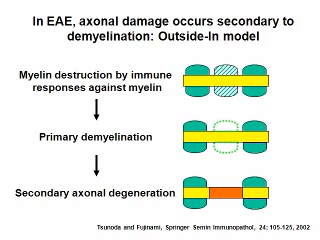 In EAE, axonal damage occurs secondary to
demyelination: Outside-In model
Myelin destruction by immune
responses against myelin
Primary demyelination
Secondary axonal degeneration
Tsunoda and Fujinami, Springer Semin Immunopathol, 24; 105-125, 2002